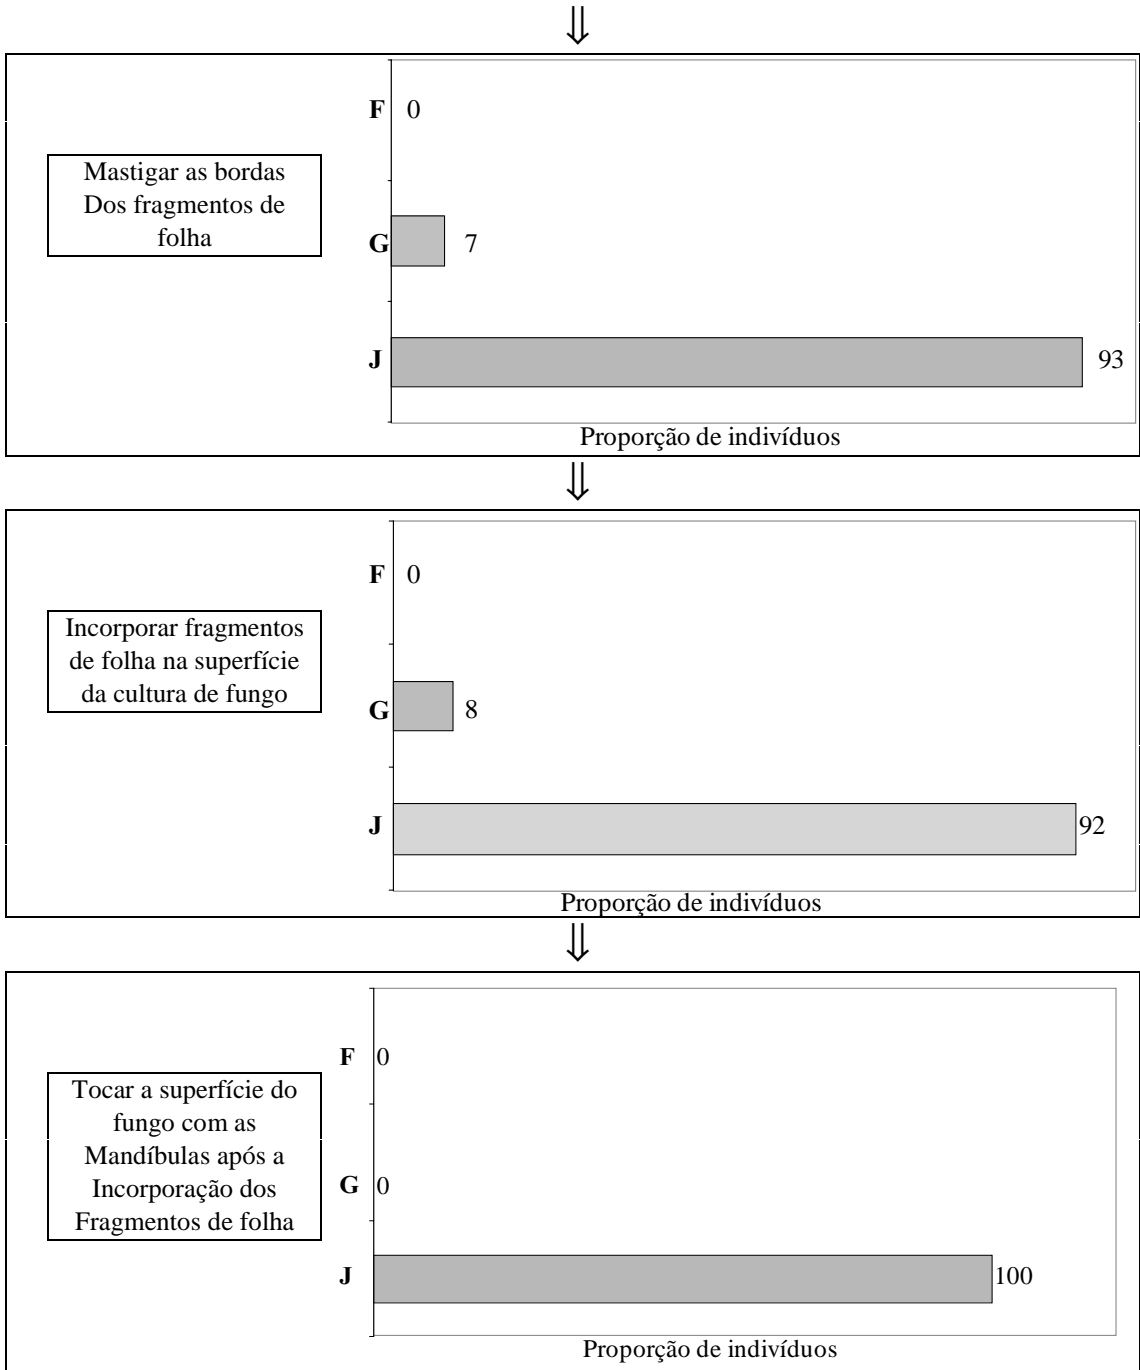 ⇓
F 0
Mastigar as bordas
Dos fragmentos de
folha
G 7
J 93
Proporção de indivíduos
⇓
F 0
Incorporar fragmentos
de folha na superfície
da cultura de fungo
G 8
J 92
Proporção de indivíduos
⇓
F 0
Tocar a superfície do
fungo com as
Mandíbulas após a
Incorporação dos
Fragmentos de folha
G 0
J 100
Proporção de indivíduos